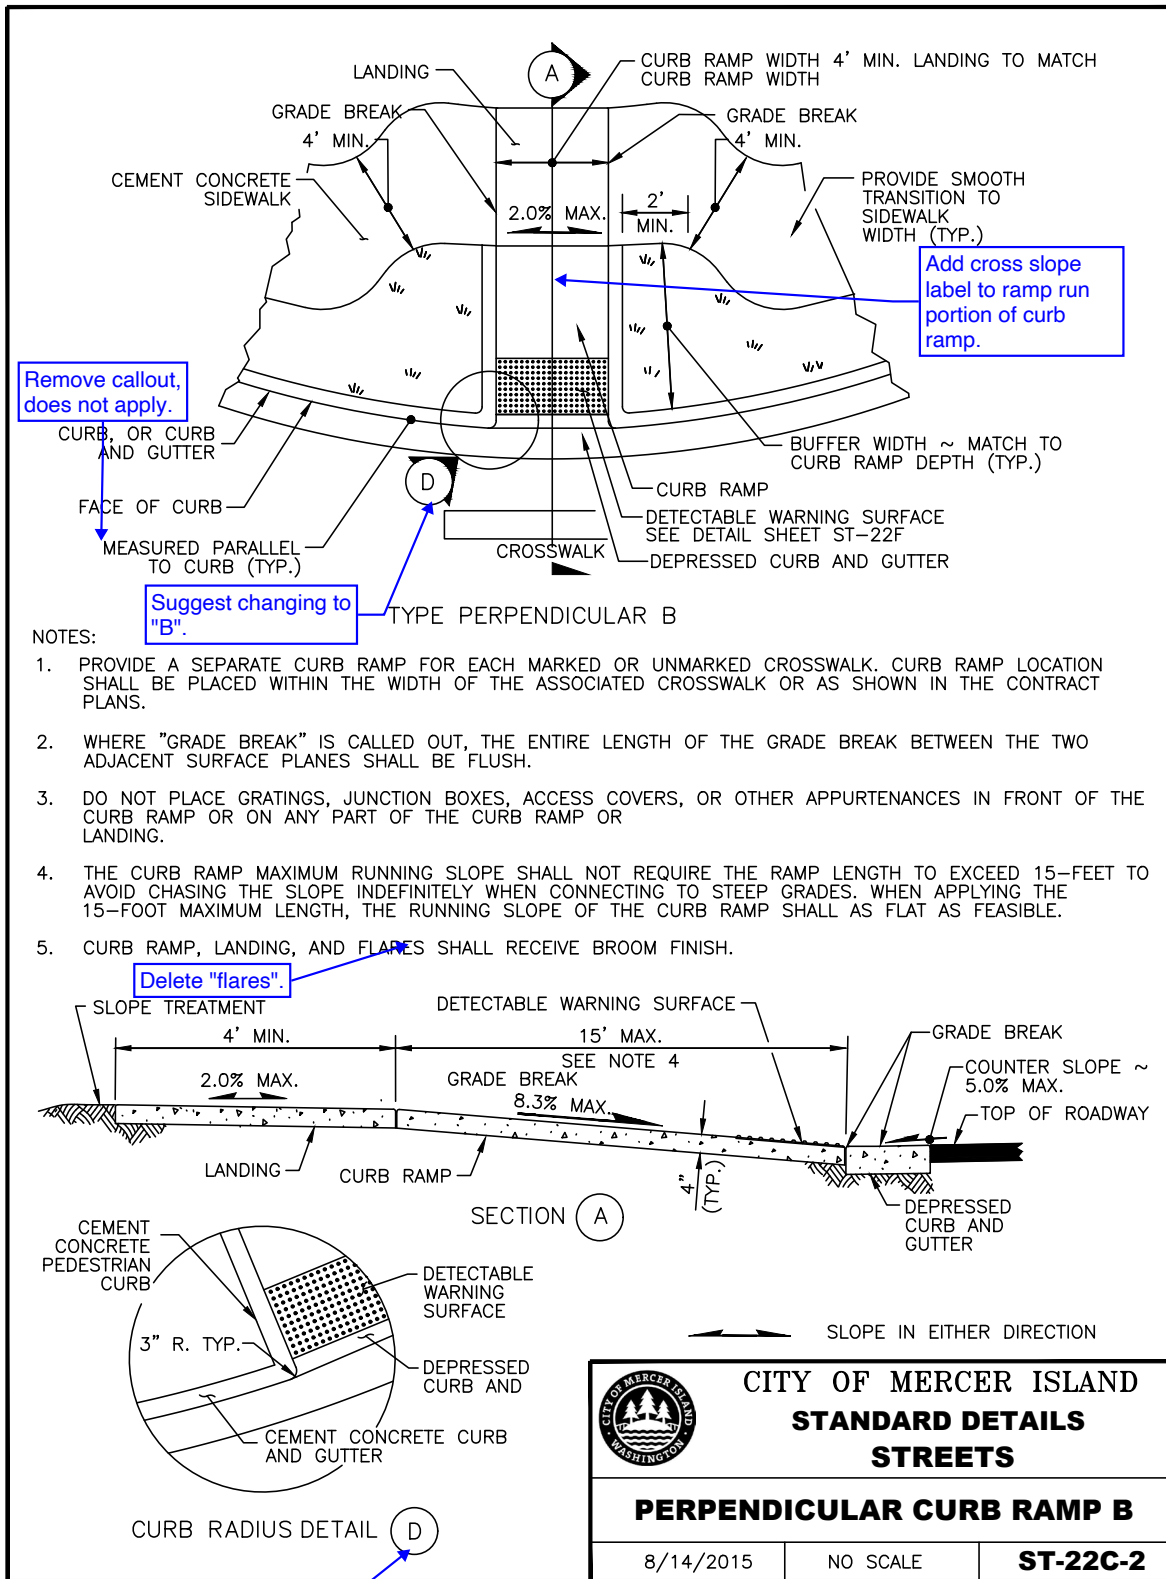 LANDING
A
CURB RAMP WIDTH 4' MIN. LANDING TO MATCH
CURB RAMP WIDTH
GRADE BREAK
GRADE BREAK
4' MIN.
4' MIN.
CEMENT CONCRETE
SIDEWALK
PROVIDE SMOOTH
TRANSITION TO
SIDEWALK
WIDTH (TYP.)
2.0% MAX.
2'
MIN.
Add cross slope
label to ramp run
portion of curb
ramp.
Remove callout,
does not apply.
CURB, OR CURB
AND GUTTER
BUFFER WIDTH ~ MATCH TO
CURB RAMP DEPTH (TYP.)
D
FACE OF CURB
CURB RAMP
DETECTABLE WARNING SURFACE
SEE DETAIL SHEET ST-22F
MEASURED PARALLEL
TO CURB (TYP.)
CROSSWALK
DEPRESSED CURB AND GUTTER
Suggest changing to
"B".
TYPE PERPENDICULAR B
NOTES:
1. PROVIDE A SEPARATE CURB RAMP FOR EACH MARKED OR UNMARKED CROSSWALK. CURB RAMP LOCATION
SHALL BE PLACED WITHIN THE WIDTH OF THE ASSOCIATED CROSSWALK OR AS SHOWN IN THE CONTRACT
PLANS.
2. WHERE "GRADE BREAK" IS CALLED OUT, THE ENTIRE LENGTH OF THE GRADE BREAK BETWEEN THE TWO
ADJACENT SURFACE PLANES SHALL BE FLUSH.
3. DO NOT PLACE GRATINGS, JUNCTION BOXES, ACCESS COVERS, OR OTHER APPURTENANCES IN FRONT OF THE
CURB RAMP OR ON ANY PART OF THE CURB RAMP OR
LANDING.
4. THE CURB RAMP MAXIMUM RUNNING SLOPE SHALL NOT REQUIRE THE RAMP LENGTH TO EXCEED 15-FEET TO
AVOID CHASING THE SLOPE INDEFINITELY WHEN CONNECTING TO STEEP GRADES. WHEN APPLYING THE
15-FOOT MAXIMUM LENGTH, THE RUNNING SLOPE OF THE CURB RAMP SHALL AS FLAT AS FEASIBLE.
5. CURB RAMP, LANDING, AND FLARES SHALL RECEIVE BROOM FINISH.
Delete "flares".
SLOPE TREATMENT
DETECTABLE WARNING SURFACE
4' MIN.
15' MAX.
SEE NOTE 4
GRADE BREAK
COUNTER SLOPE ~
5.0% MAX.
2.0% MAX.
GRADE BREAK
8.3% MAX.
TOP OF ROADWAY
LANDING
CURB RAMP
4"
(TYP.)
DEPRESSED
CURB AND
GUTTER
SECTION A
CEMENT
CONCRETE
PEDESTRIAN
CURB
DETECTABLE
WARNING
SURFACE
3" R. TYP.
DEPRESSED
CURB AND
SLOPE IN EITHER DIRECTION
CEMENT CONCRETE CURB
AND GUTTER
CURB RADIUS DETAIL D
CITY OF MERCER ISLAND
WASHINGTON
CITY OF MERCER ISLAND
STANDARD DETAILS
STREETS
PERPENDICULAR CURB RAMP B
8/14/2015
NO SCALE
ST-22C-2